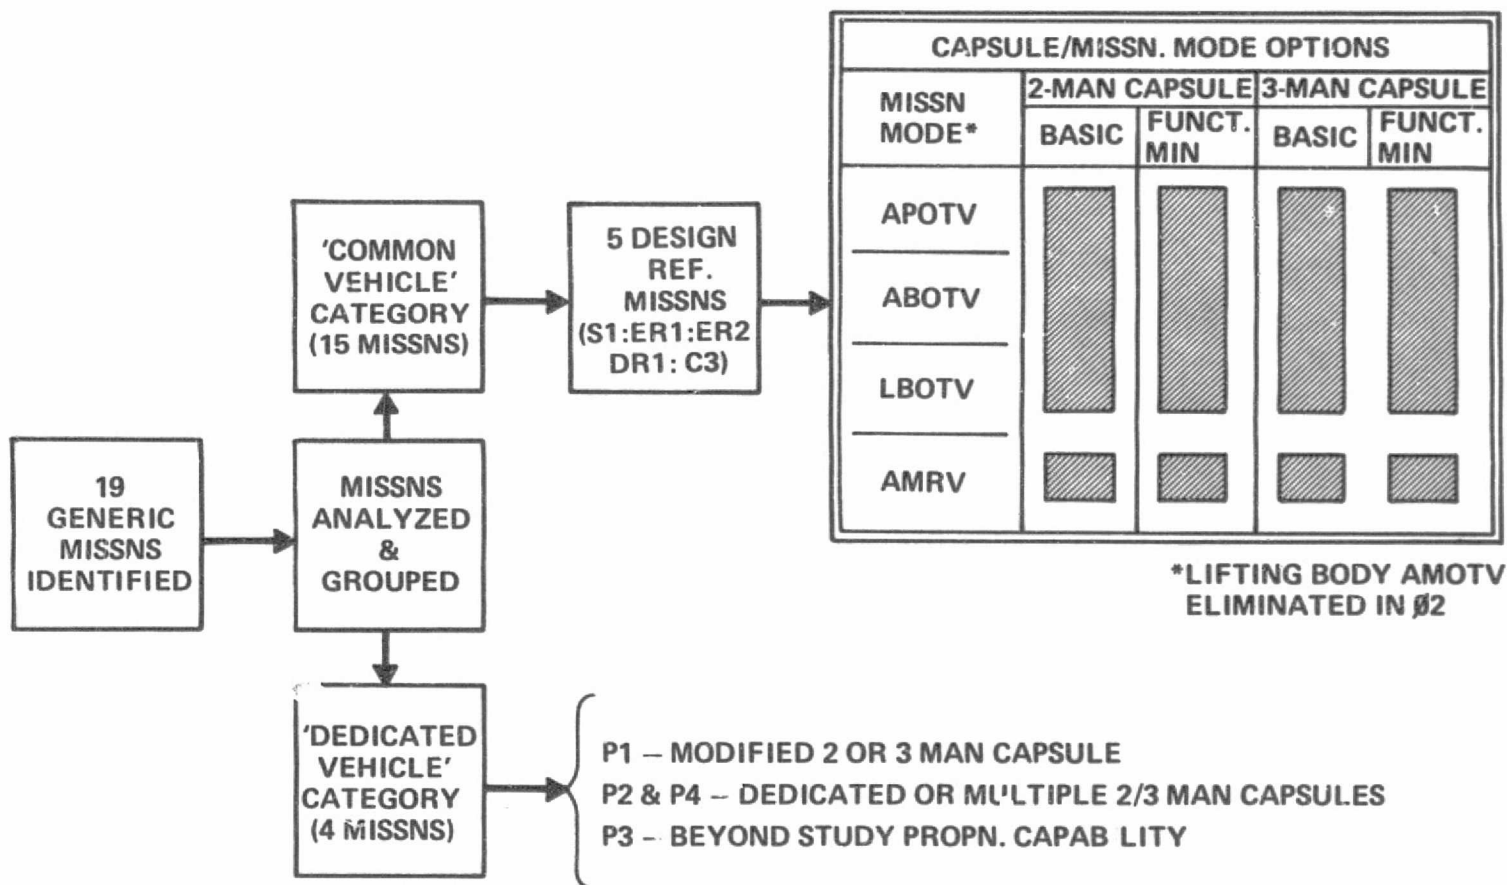 CAPSULE/MISSN. MODE OPTIONS
MISSN
MODE*
2-MAN CAPSULE
3-MAN CAPSULE
BASIC
FUNCT.
MIN
BASIC
FUNCT.
MIN
APOTV
ABOTV
LBOTV
AMRV
*LIFTING BODY AMOTV
ELIMINATED IN Ø2
'COMMON
VEHICLE'
CATEGORY
(15 MISSNS)
5 DESIGN
REF.
MISSNS
(S1:ER1:ER2
DR1: C3)
19
GENERIC
MISSNS
IDENTIFIED
MISSNS
ANALYZED
&
GROUPED
'DEDICATED
VEHICLE'
CATEGORY
(4 MISSNS)
P1 – MODIFIED 2 OR 3 MAN CAPSULE
P2 & P4 – DEDICATED OR MULTIPLE 2/3 MAN CAPSULES
P3 – BEYOND STUDY PROPN. CAPAB LITY